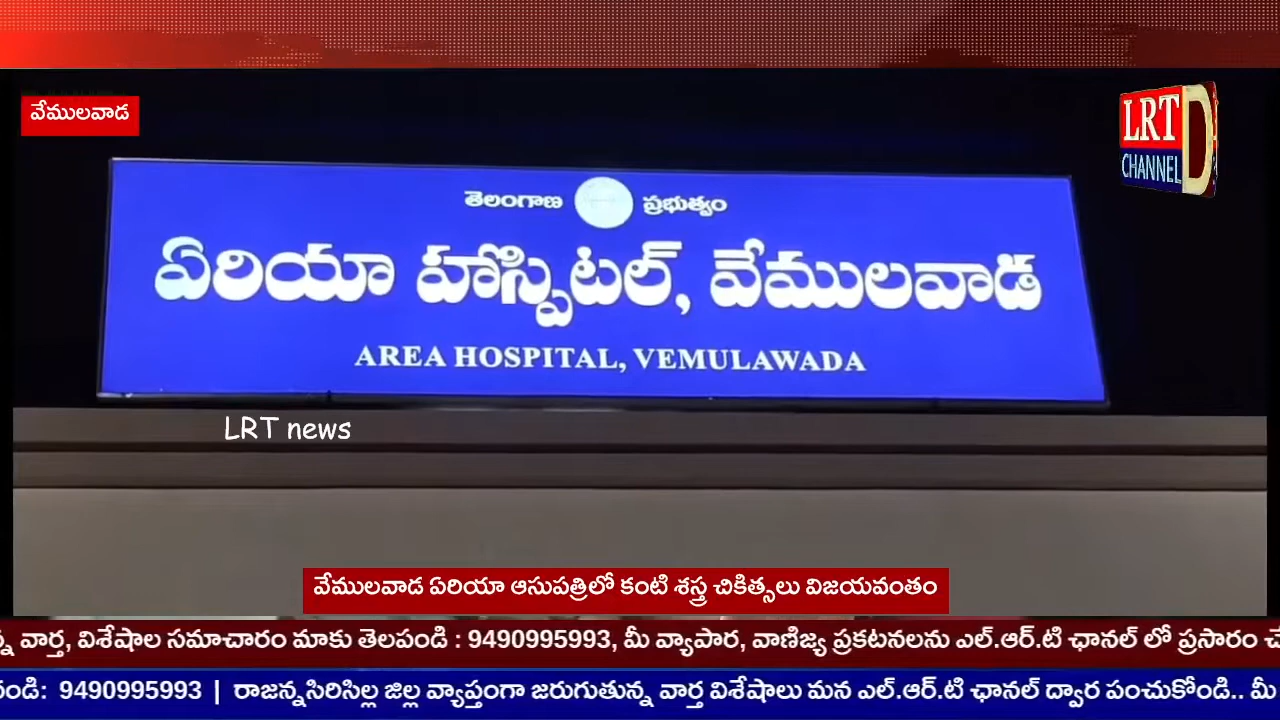 వేములవాడ
LRT
CHANNEL
D
తెలంగాణ ప్రభుత్వం
ఏరియా హాస్పిటల్, వేములవాడ
AREA HOSPITAL, VEMULAWADA
LRT news
వేములవాడ ఏరియా ఆసుపత్రిలో కంటి శస్త్ర చికిత్సలు విజయవంతం
వార్త, విశేషాల సమాచారం మాకు తెలపండి : 9490995993, మీ వ్యాపార, వాణిజ్య ప్రకటనలను ఎల్.ఆర్.టి ఛానల్ లో ప్రసారం
9490995993 | రాజన్నసిరిసిల్ల జిల్ల వ్యాప్తంగా జరుగుతున్న వార్త విశేషాలు మన ఎల్.ఆర్.టి ఛానల్ ద్వార పంచుకోండి.. మీ